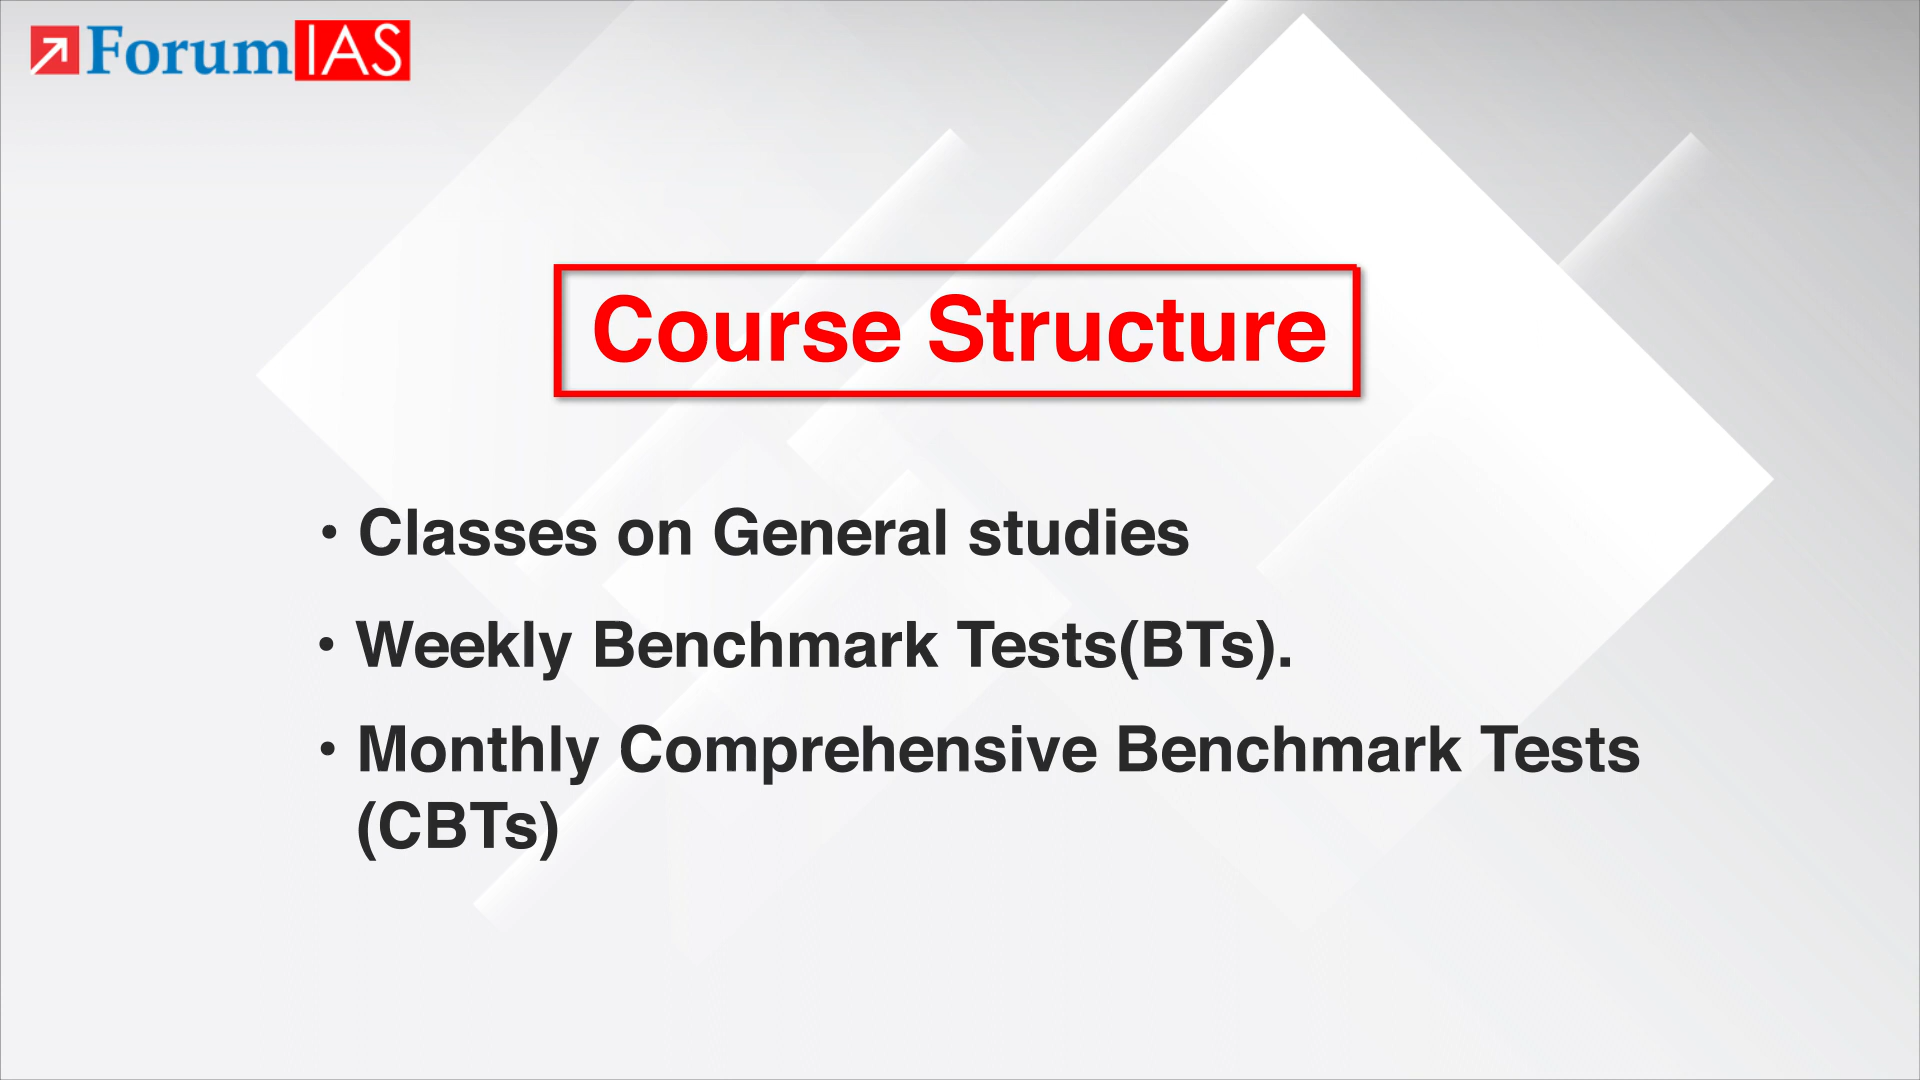 ForumIAS
Course Structure
• Classes on General studies
• Weekly Benchmark Tests(BTs).
• Monthly Comprehensive Benchmark Tests
(CBTs)